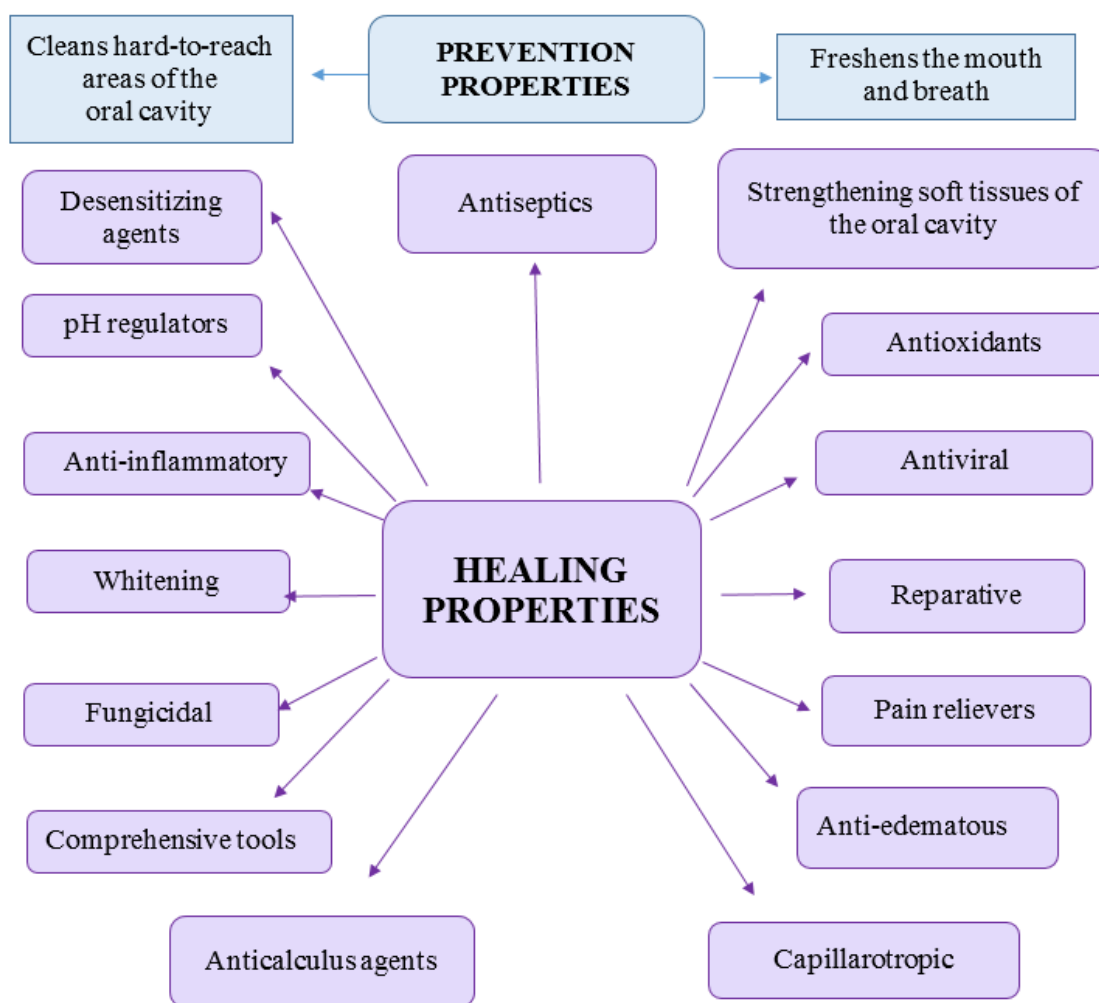 Cleans hard-to-reach
areas of the
oral cavity
PREVENTION
PROPERTIES
Freshens the mouth
and breath
Desensitizing
agents
Antiseptics
Strengthening soft tissues of
the oral cavity
pH regulators
Antioxidants
Anti-inflammatory
Antiviral
HEALING
PROPERTIES
Whitening
Reparative
Fungicidal
Pain relievers
Comprehensive tools
Anti-edematous
Anticalculus agents
Capillarotropic